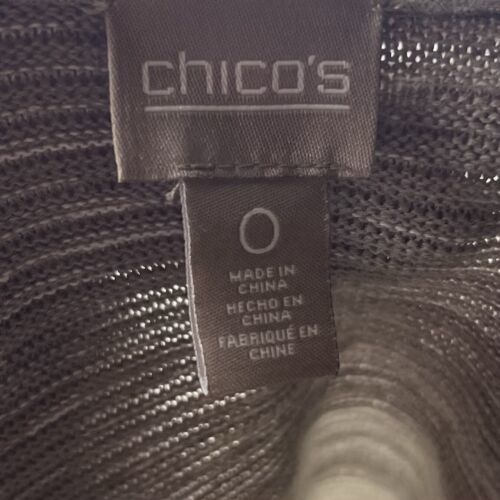 chico's
0
MADE IN
CHINA
HECHO EN
CHINA
FABRIQUÉ EN
CHINE